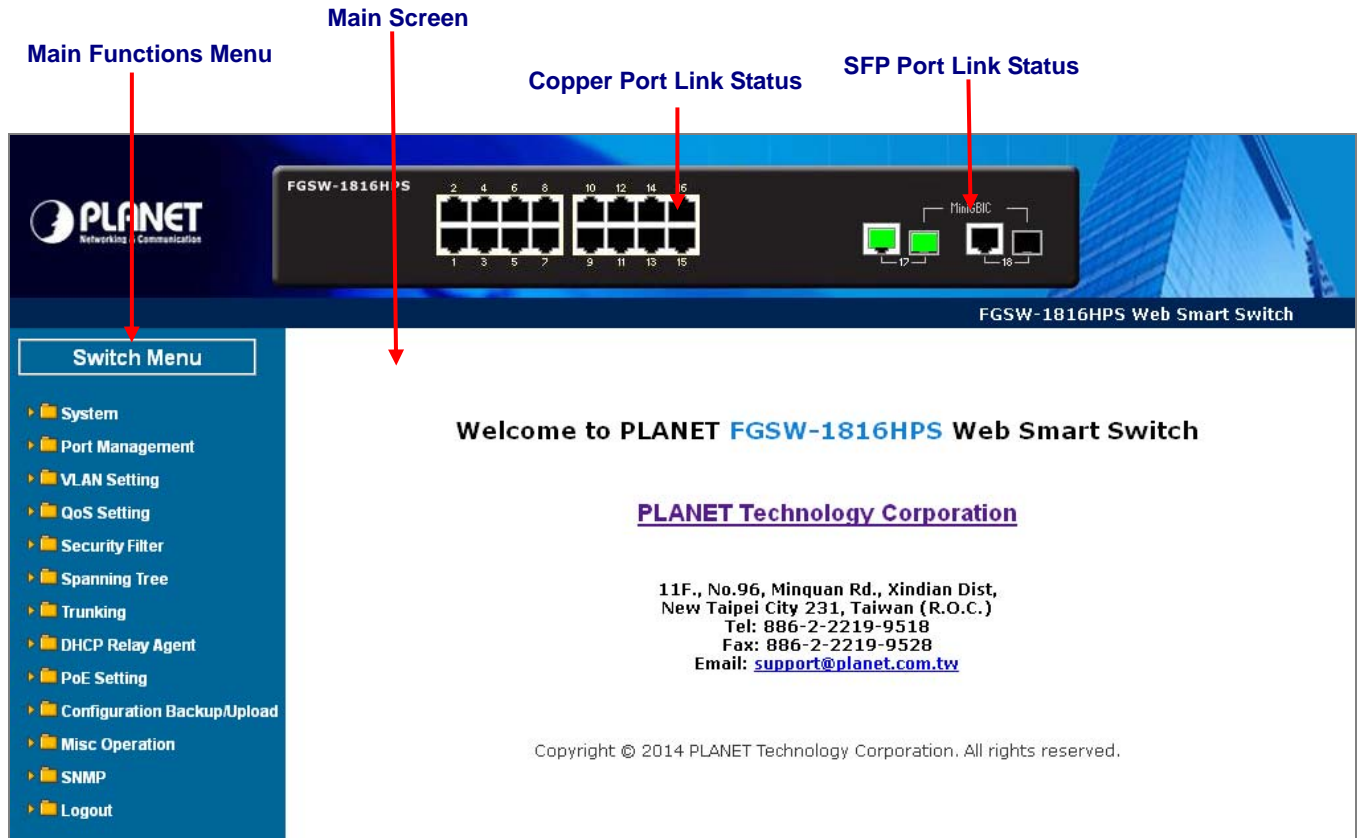 Main Screen
Main Functions Menu
Copper Port Link Status
SFP Port Link Status
PLANET
Networking & Communication
FGSW-1816HPS
2 4 6 8 10 12 14 16
MiniGBIC
1 3 5 7 9 11 13 15
17 18
FGSW-1816HPS Web Smart Switch
Switch Menu
System
Port Management
VLAN Setting
QoS Setting
Security Filter
Spanning Tree
Trunking
DHCP Relay Agent
PoE Setting
Configuration Backup/Upload
Misc Operation
SNMP
Logout
Welcome to PLANET FGSW-1816HPS Web Smart Switch
PLANET Technology Corporation
11F., No.96, Minquan Rd., Xindian Dist,
New Taipei City 231, Taiwan (R.O.C.)
Tel: 886-2-2219-9518
Fax: 886-2-2219-9528
Email: support@planet.com.tw
Copyright © 2014 PLANET Technology Corporation. All rights reserved.